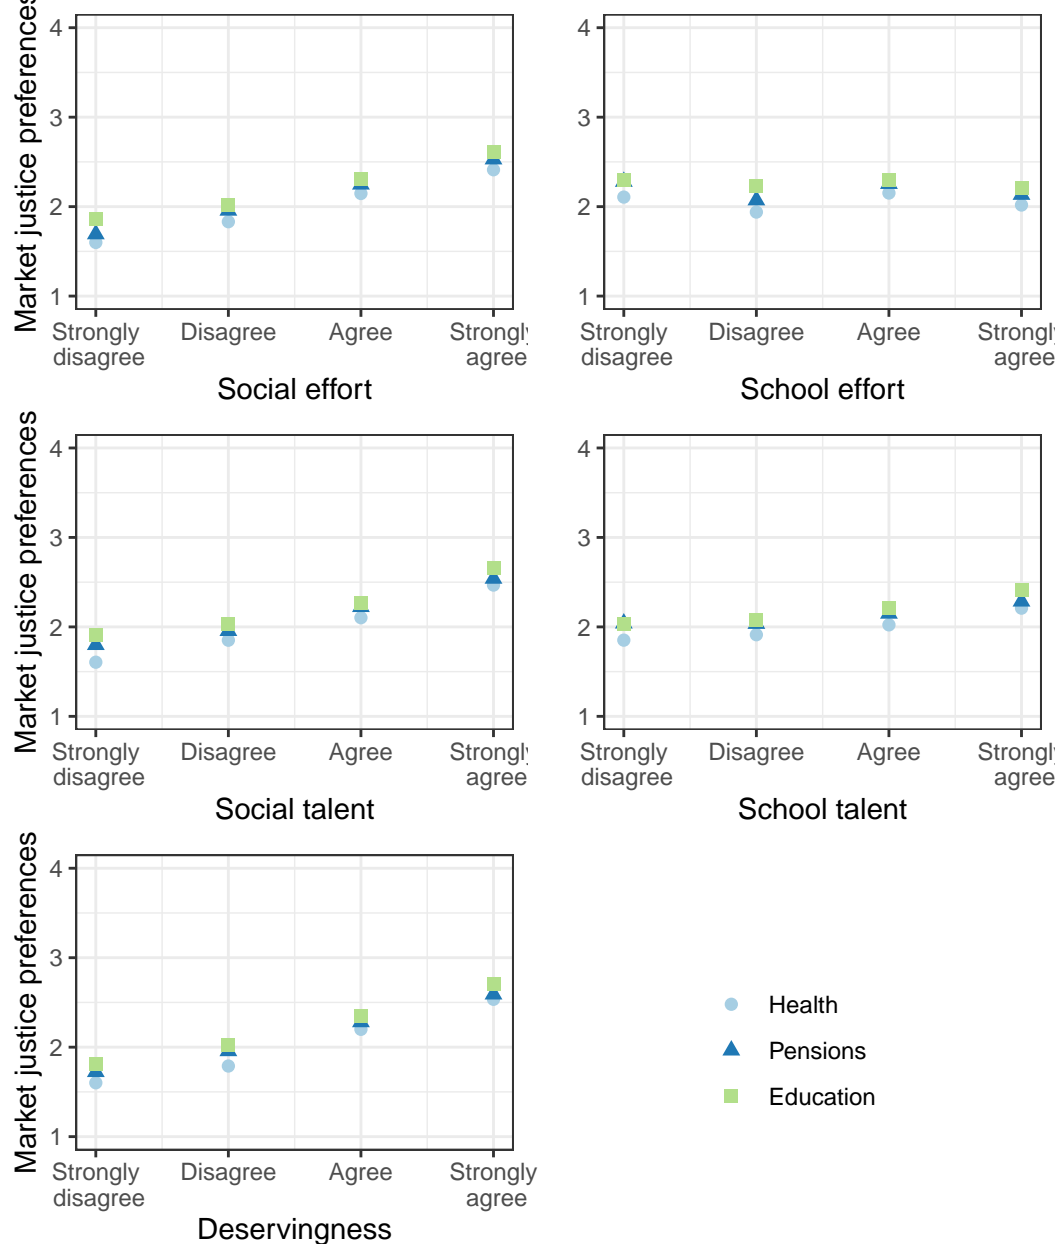 Market justice preferences
4
3
2
1
Strongly
disagree
Disagree
Agree
Strongly
agree
Social effort
4
3
2
1
Strongly
disagree
Disagree
Agree
Strongly
agree
School effort
Market justice preferences
4
3
2
1
Strongly
disagree
Disagree
Agree
Strongly
agree
Social talent
4
3
2
1
Strongly
disagree
Disagree
Agree
Strongly
agree
School talent
Market justice preferences
4
3
2
1
Strongly
disagree
Disagree
Agree
Strongly
agree
Deservingness
Health
Pensions
Education